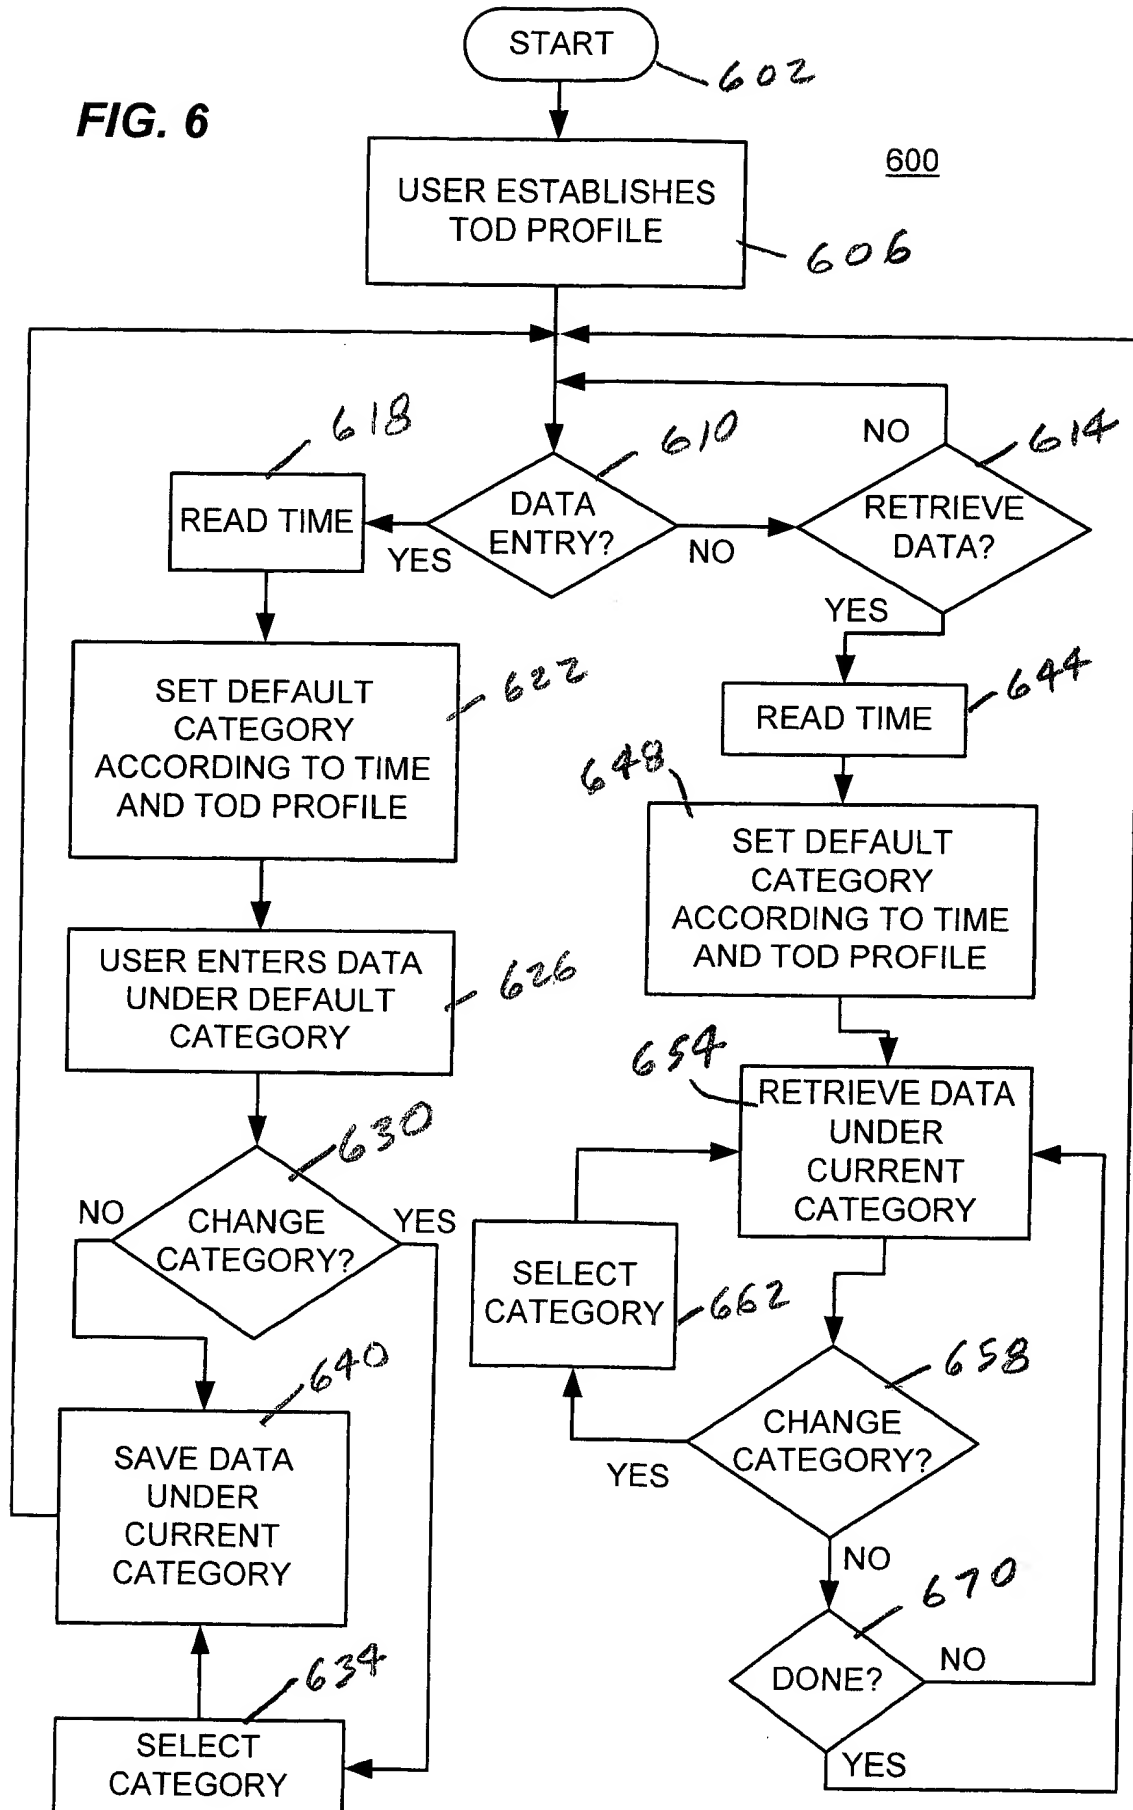 START
602
FIG. 6
600
USER ESTABLISHES
TOD PROFILE
606
618
610
NO
614
READ TIME
YES
DATA
ENTRY?
NO
RETRIEVE
DATA?
YES
SET DEFAULT
CATEGORY
ACCORDING TO TIME
AND TOD PROFILE
622
READ TIME
644
648
SET DEFAULT
CATEGORY
ACCORDING TO TIME
AND TOD PROFILE
USER ENTERS DATA
UNDER DEFAULT
CATEGORY
626
654
RETRIEVE DATA
UNDER
CURRENT
CATEGORY
630
NO
CHANGE
CATEGORY?
YES
SELECT
CATEGORY
662
640
658
CHANGE
CATEGORY?
YES
NO
SAVE DATA
UNDER
CURRENT
CATEGORY
670
DONE?
NO
YES
634
SELECT
CATEGORY